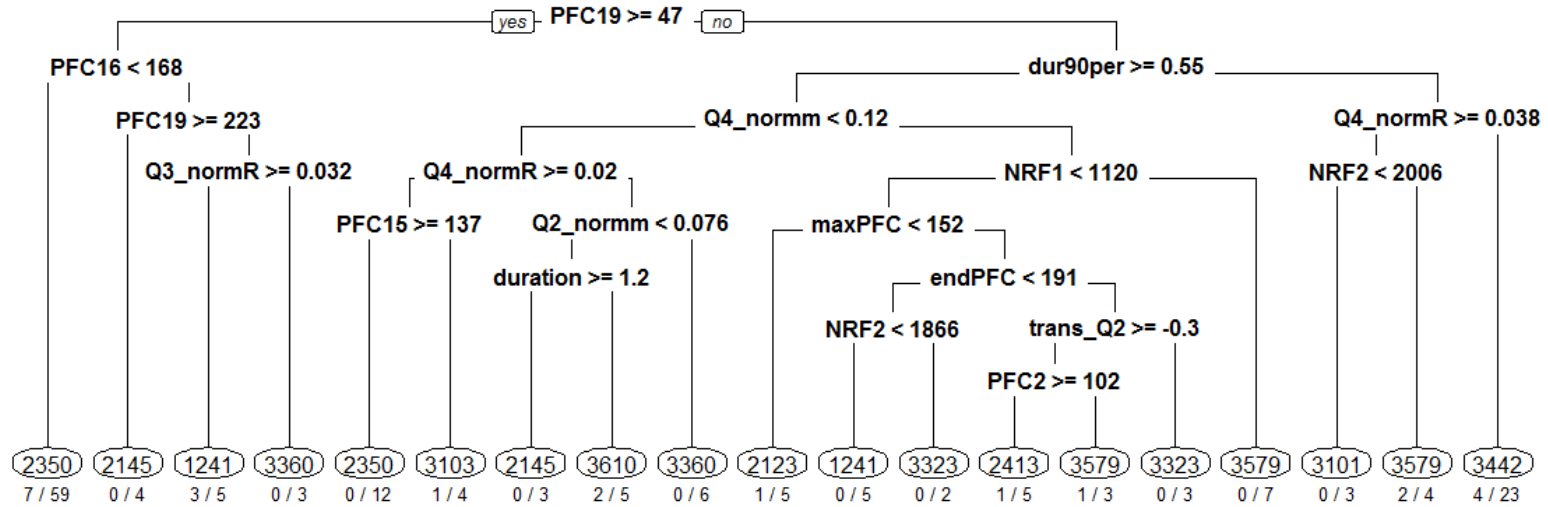 yes PFC19 >= 47 no
PFC16 < 168 dur90per >= 0.55
PFC19 >= 223 Q4_normm < 0.12 Q4_normR >= 0.038
Q3_normR >= 0.032 Q4_normR >= 0.02 NRF1 < 1120 NRF2 < 2006
PFC15 >= 137 Q2_normm < 0.076 maxPFC < 152
duration >= 1.2 endPFC < 191
NRF2 < 1866 trans_Q2 >= -0.3
PFC2 >= 102
2350 2145 1241 3360 2350 3103 2145 3610 3360 2123 1241 3323 2413 3579 3323 3579 3101 3579 3442
7 / 59 0 / 4 3 / 5 0 / 3 0 / 12 1 / 4 0 / 3 2 / 5 0 / 6 1 / 5 0 / 5 0 / 2 1 / 5 1 / 3 0 / 3 0 / 7 0 / 3 2 / 4 4 / 23